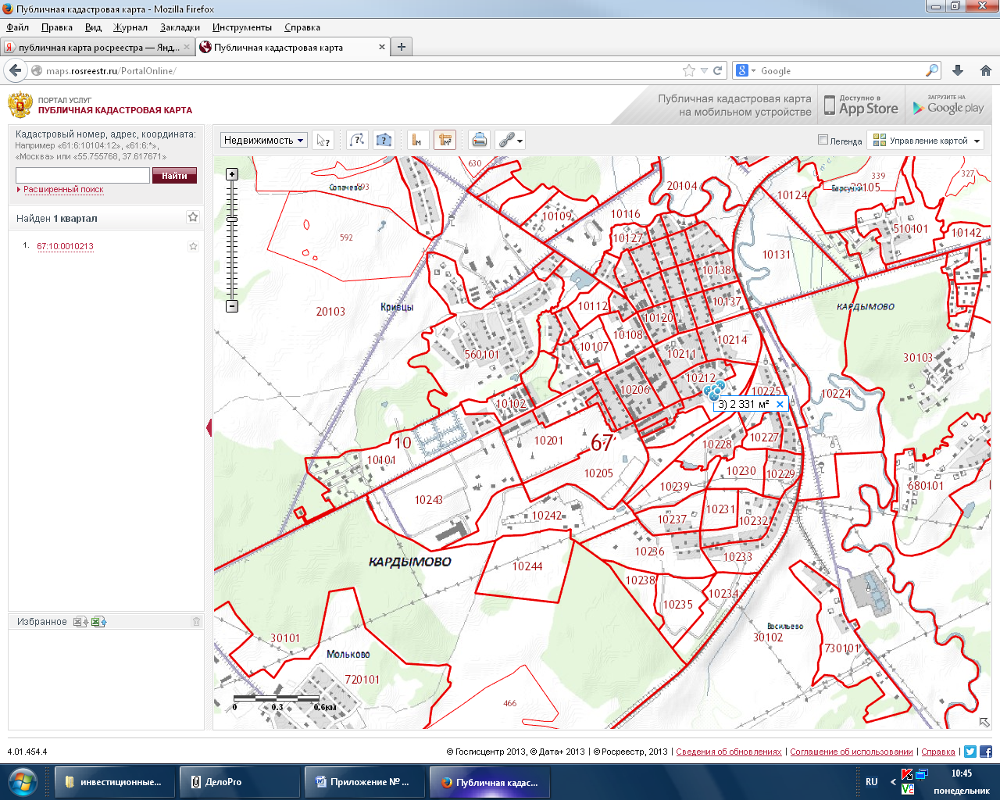 Публичная кадастровая карта - Mozilla Firefox
Файл Правка Вид Журнал Закладки Инструменты Справка
публичная карта росреестра — Янд... Публичная кадастровая карта
maps.rosreestr.ru/PortalOnline/ Google
ПОРТАЛ УСЛУГ
ПУБЛИЧНАЯ КАДАСТРОВАЯ КАРТА
Публичная кадастровая карта
на мобильном устройстве
Доступно в
App Store
ЗАГРУЗИТЕ НА
Google play
Кадастровый номер, адрес, координата:
Например «61:6:10104:12», «61:6:*»,
«Москва» или «55.755768, 37.617671»
Найти
Расширенный поиск
Найден 1 квартал
1. 67:10:0010213
Избранное
Недвижимость
Легенда
Управление картой
630
20104
339
327
Сопачево
593
Барсуки
20105
10124
10109
10116
510101
10142
592
10127
10131
10138
20103
Кривцы
10112
10137
КАРДЫМОВО
10120
10108
10107
10214
560101
10211
30103
10212
10206
10225
10224
10102
3) 2 331 м²
10
10201
67
10227
10228
10101
10205
10230
10229
10239
680101
10243
10231
10242
10237
10232
10236
10233
КАРДЫМОВО
10244
10238
10234
10235
Васильево
30101
30102
730101
Мольково
720101
466
0 0.3 0.6км
4.01.454.4
© Госгисцентр 2013, © Дата+ 2013 | © Росреестр, 2013 | Сведения об обновлениях | Соглашение об использовании | Справка |
инвестиционные... ДелоPro Приложение № ... Публичная кадас... RU 10:45
понедельник